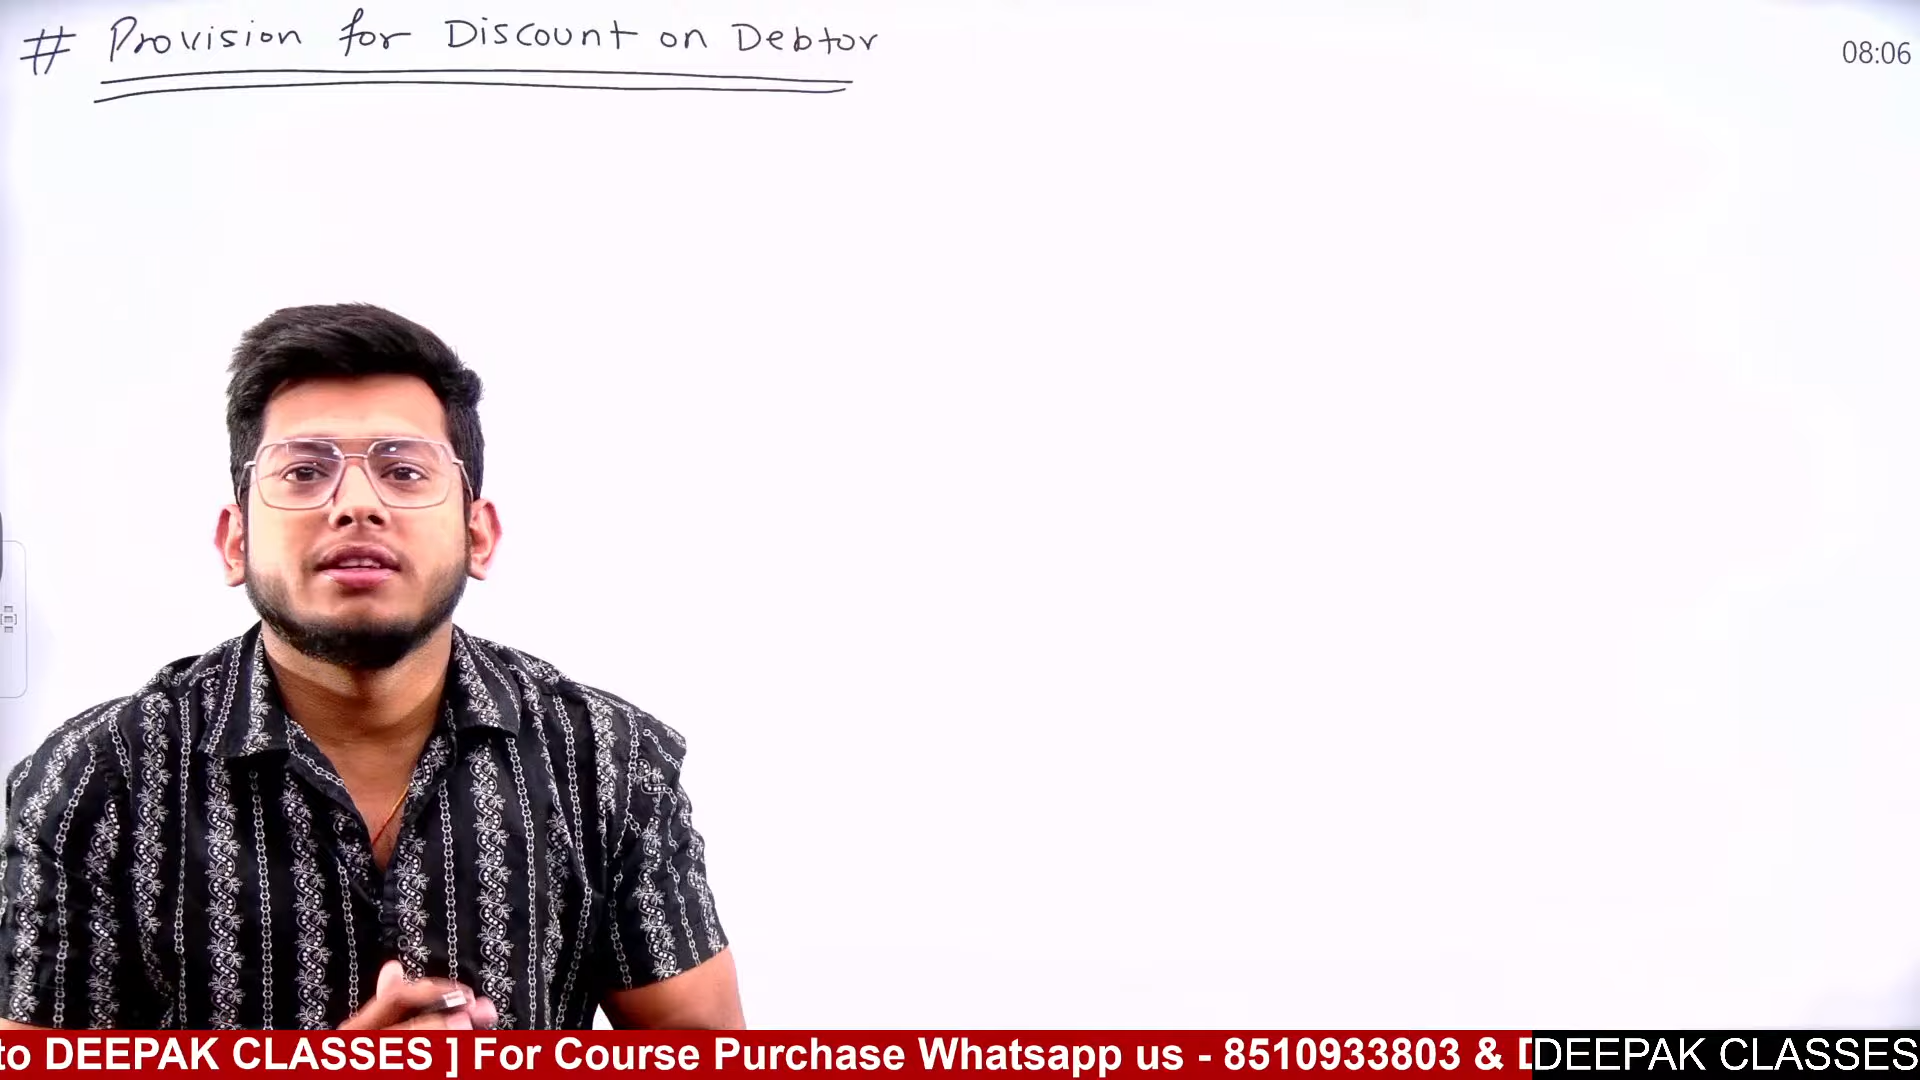 # Provision for Discount on Debtor
08:06
to DEEPAK CLASSES ] For Course Purchase Whatsapp us - 8510933803 & D
DEEPAK CLASSES